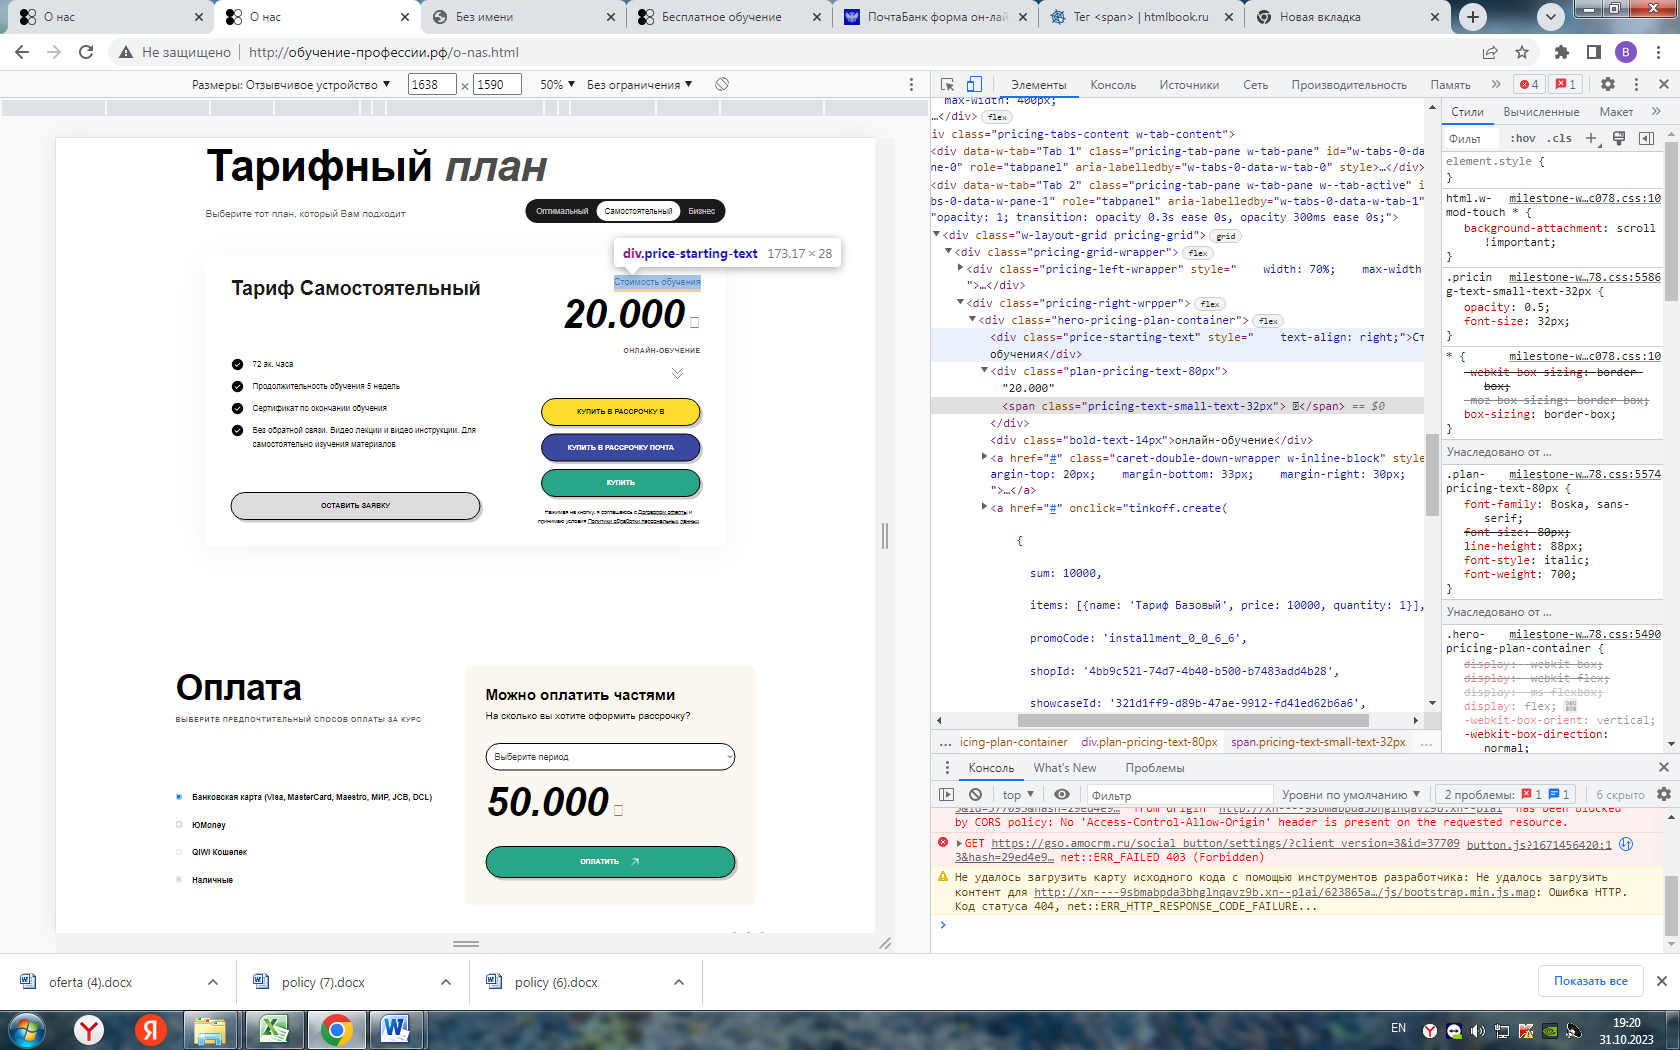 О нас
О нас
Без имени
Бесплатное обучение
ПочтаБанк форма он-лай
Тег <span> | htmlbook.ru
Новая вкладка
Не защищено
http://обучение-профессии.рф/o-nas.html
B
Размеры: Отзывчивое устройство ▼
1638 × 1590
50% ▼
Без ограничения ▼
Тарифный план
Выберите тот план, который Вам подходит
Оптимальный
Самостоятельный
Бизнес
div.price-starting-text 173.17 × 28
Стоимость обучения
Тариф Самостоятельный
20.000
ОНЛАЙН-ОБУЧЕНИЕ
72 ак. часа
Продолжительность обучения 5 недель
Сертификат по окончании обучения
Без обратной связи. Видео лекции и видео инструкции. Для
самостоятельно изучения материалов
КУПИТЬ В РАССРОЧКУ В
КУПИТЬ В РАССРОЧКУ ПОЧТА
КУПИТЬ
ОСТАВИТЬ ЗАЯВКУ
Нажимая на кнопку, я соглашаюсь с Договором оферты и
принимаю условия Политики обработки персональных данных
Оплата
ВЫБЕРИТЕ ПРЕДПОЧТИТЕЛЬНЫЙ СПОСОБ ОПЛАТЫ ЗА КУРС
Банковская карта (Visa, MasterCard, Maestro, МИР, JCB, DCL)
ЮMoney
QIWI Кошелек
Наличные
Можно оплатить частями
На сколько вы хотите оформить рассрочку?
Выберите период
50.000
ОПЛАТИТЬ
Элементы
Консоль
Источники
Сеть
Производительность
Память
»
4
1
max-width: 400px;
…</div> flex
iv class="pricing-tabs-content w-tab-content">
<div data-w-tab="Tab 1" class="pricing-tab-pane w-tab-pane" id="w-tabs-0-da
ne-0" role="tabpanel" aria-labelledby="w-tabs-0-data-w-tab-0" style>…</div>
<div data-w-tab="Tab 2" class="pricing-tab-pane w-tab-pane w--tab-active" i
bs-0-data-w-pane-1" role="tabpanel" aria-labelledby="w-tabs-0-data-w-tab-1"
"opacity: 1; transition: opacity 0.3s ease 0s, opacity 300ms ease 0s;">
<div class="w-layout-grid pricing-grid"> grid
<div class="pricing-grid-wrapper"> flex
<div class="pricing-left-wrapper" style=" width: 70%; max-width
">…</div>
<div class="pricing-right-wrpper"> flex
<div class="hero-pricing-plan-container"> flex
<div class="price-starting-text" style=" text-align: right;">Ст
обучения</div>
<div class="plan-pricing-text-80px">
"20.000"
<span class="pricing-text-small-text-32px"> </span> == $0
</div>
<div class="bold-text-14px">онлайн-обучение</div>
<a href="#" class="caret-double-down-wrapper w-inline-block" style
argin-top: 20px; margin-bottom: 33px; margin-right: 30px;
">…</a>
<a href="#" onclick="tinkoff.create(
{
sum: 10000,
items: [{name: 'Тариф Базовый', price: 10000, quantity: 1}],
promoCode: 'installment_0_0_6_6',
shopId: '4bb9c521-74d7-4b40-b500-b7483add4b28',
showcaseId: '321d1ff9-d89b-47ae-9912-fd41ed62b6a6',
… icing-plan-container
div.plan-pricing-text-80px
span.pricing-text-small-text-32px
…
Стили
Вычисленные
Макет
»
Фильт
:hov
.cls
element.style {
}
html.w- milestone-w…c078.css:10
mod-touch * {
background-attachment: scroll
!important;
}
.pricin milestone-w…78.css:5586
g-text-small-text-32px {
opacity: 0.5;
font-size: 32px;
}
* { milestone-w…c078.css:10
-webkit-box-sizing: border-
box;
-moz-box-sizing: border-box;
box-sizing: border-box;
}
Унаследовано от …
.plan- milestone-w…78.css:5574
pricing-text-80px {
font-family: Boska, sans-
serif;
font-size: 80px;
line-height: 88px;
font-style: italic;
font-weight: 700;
}
Унаследовано от …
.hero- milestone-w…78.css:5490
pricing-plan-container {
display: -webkit-box;
display: -webkit-flex;
display: -ms-flexbox;
display: flex;
-webkit-box-orient: vertical;
-webkit-box-direction:
normal;
Консоль
What's New
Проблемы
top ▼
Фильтр
Уровни по умолчанию ▼
2 проблемы: 1 1
6 скрыто
by CORS policy: No 'Access-Control-Allow-Origin' header is present on the requested resource.
GET https://gso.amocrm.ru/social_button/settings/?client_version=3&id=37709 button.js?1671456420:1
3&hash=29ed4e9… net::ERR_FAILED 403 (Forbidden)
Не удалось загрузить карту исходного кода с помощью инструментов разработчика: Не удалось загрузить
контент для http://xn----9sbmabpda3bhglnqavz9b.xn--p1ai/623865a…/js/bootstrap.min.js.map: Ошибка HTTP.
Код статуса 404, net::ERR_HTTP_RESPONSE_CODE_FAILURE...
oferta (4).docx
policy (7).docx
policy (6).docx
Показать все
EN
19:20
31.10.2023